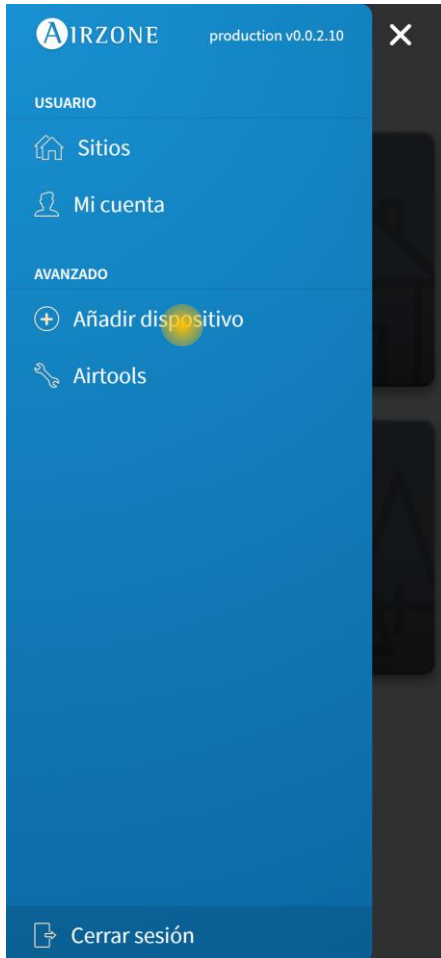 AIRZONE production v0.0.2.10
USUARIO
Sitios
Mi cuenta
AVANZADO
Añadir dispositivo
Airtools
Cerrar sesión